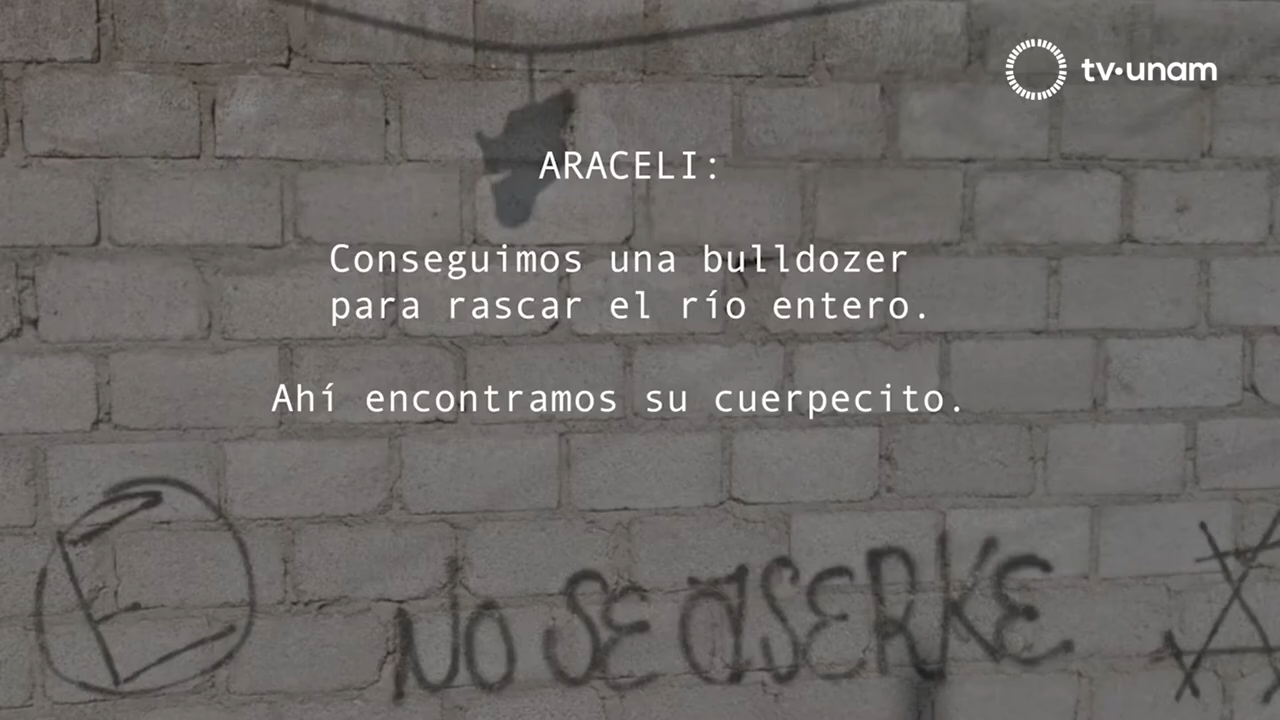 tv·unam
ARACELI:
Conseguimos una bulldozer
para rascar el río entero.
Ahí encontramos su cuerpecito.
E
NO SE ASERKE